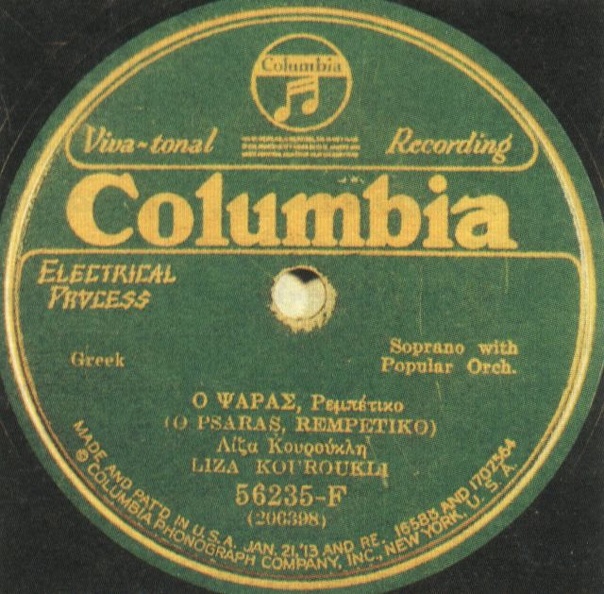 Columbia
Viva-tonal Recording
Columbia
ELECTRICAL
PROCESS
Greek
Soprano with
Popular Orch.
Ο ΨΑΡΑΣ, Ρεμπέτικο
(O PSARAS, REMPETIKO)
Λίζα Κουρούκλη
LIZA KOUROUKLI
56235-F
(206398)
MADE AND PAT'D IN U.S.A. JAN. 21,'13 AND RE. 16588 AND 1702564
© COLUMBIA PHONOGRAPH COMPANY, INC., NEW YORK, U. S. A.